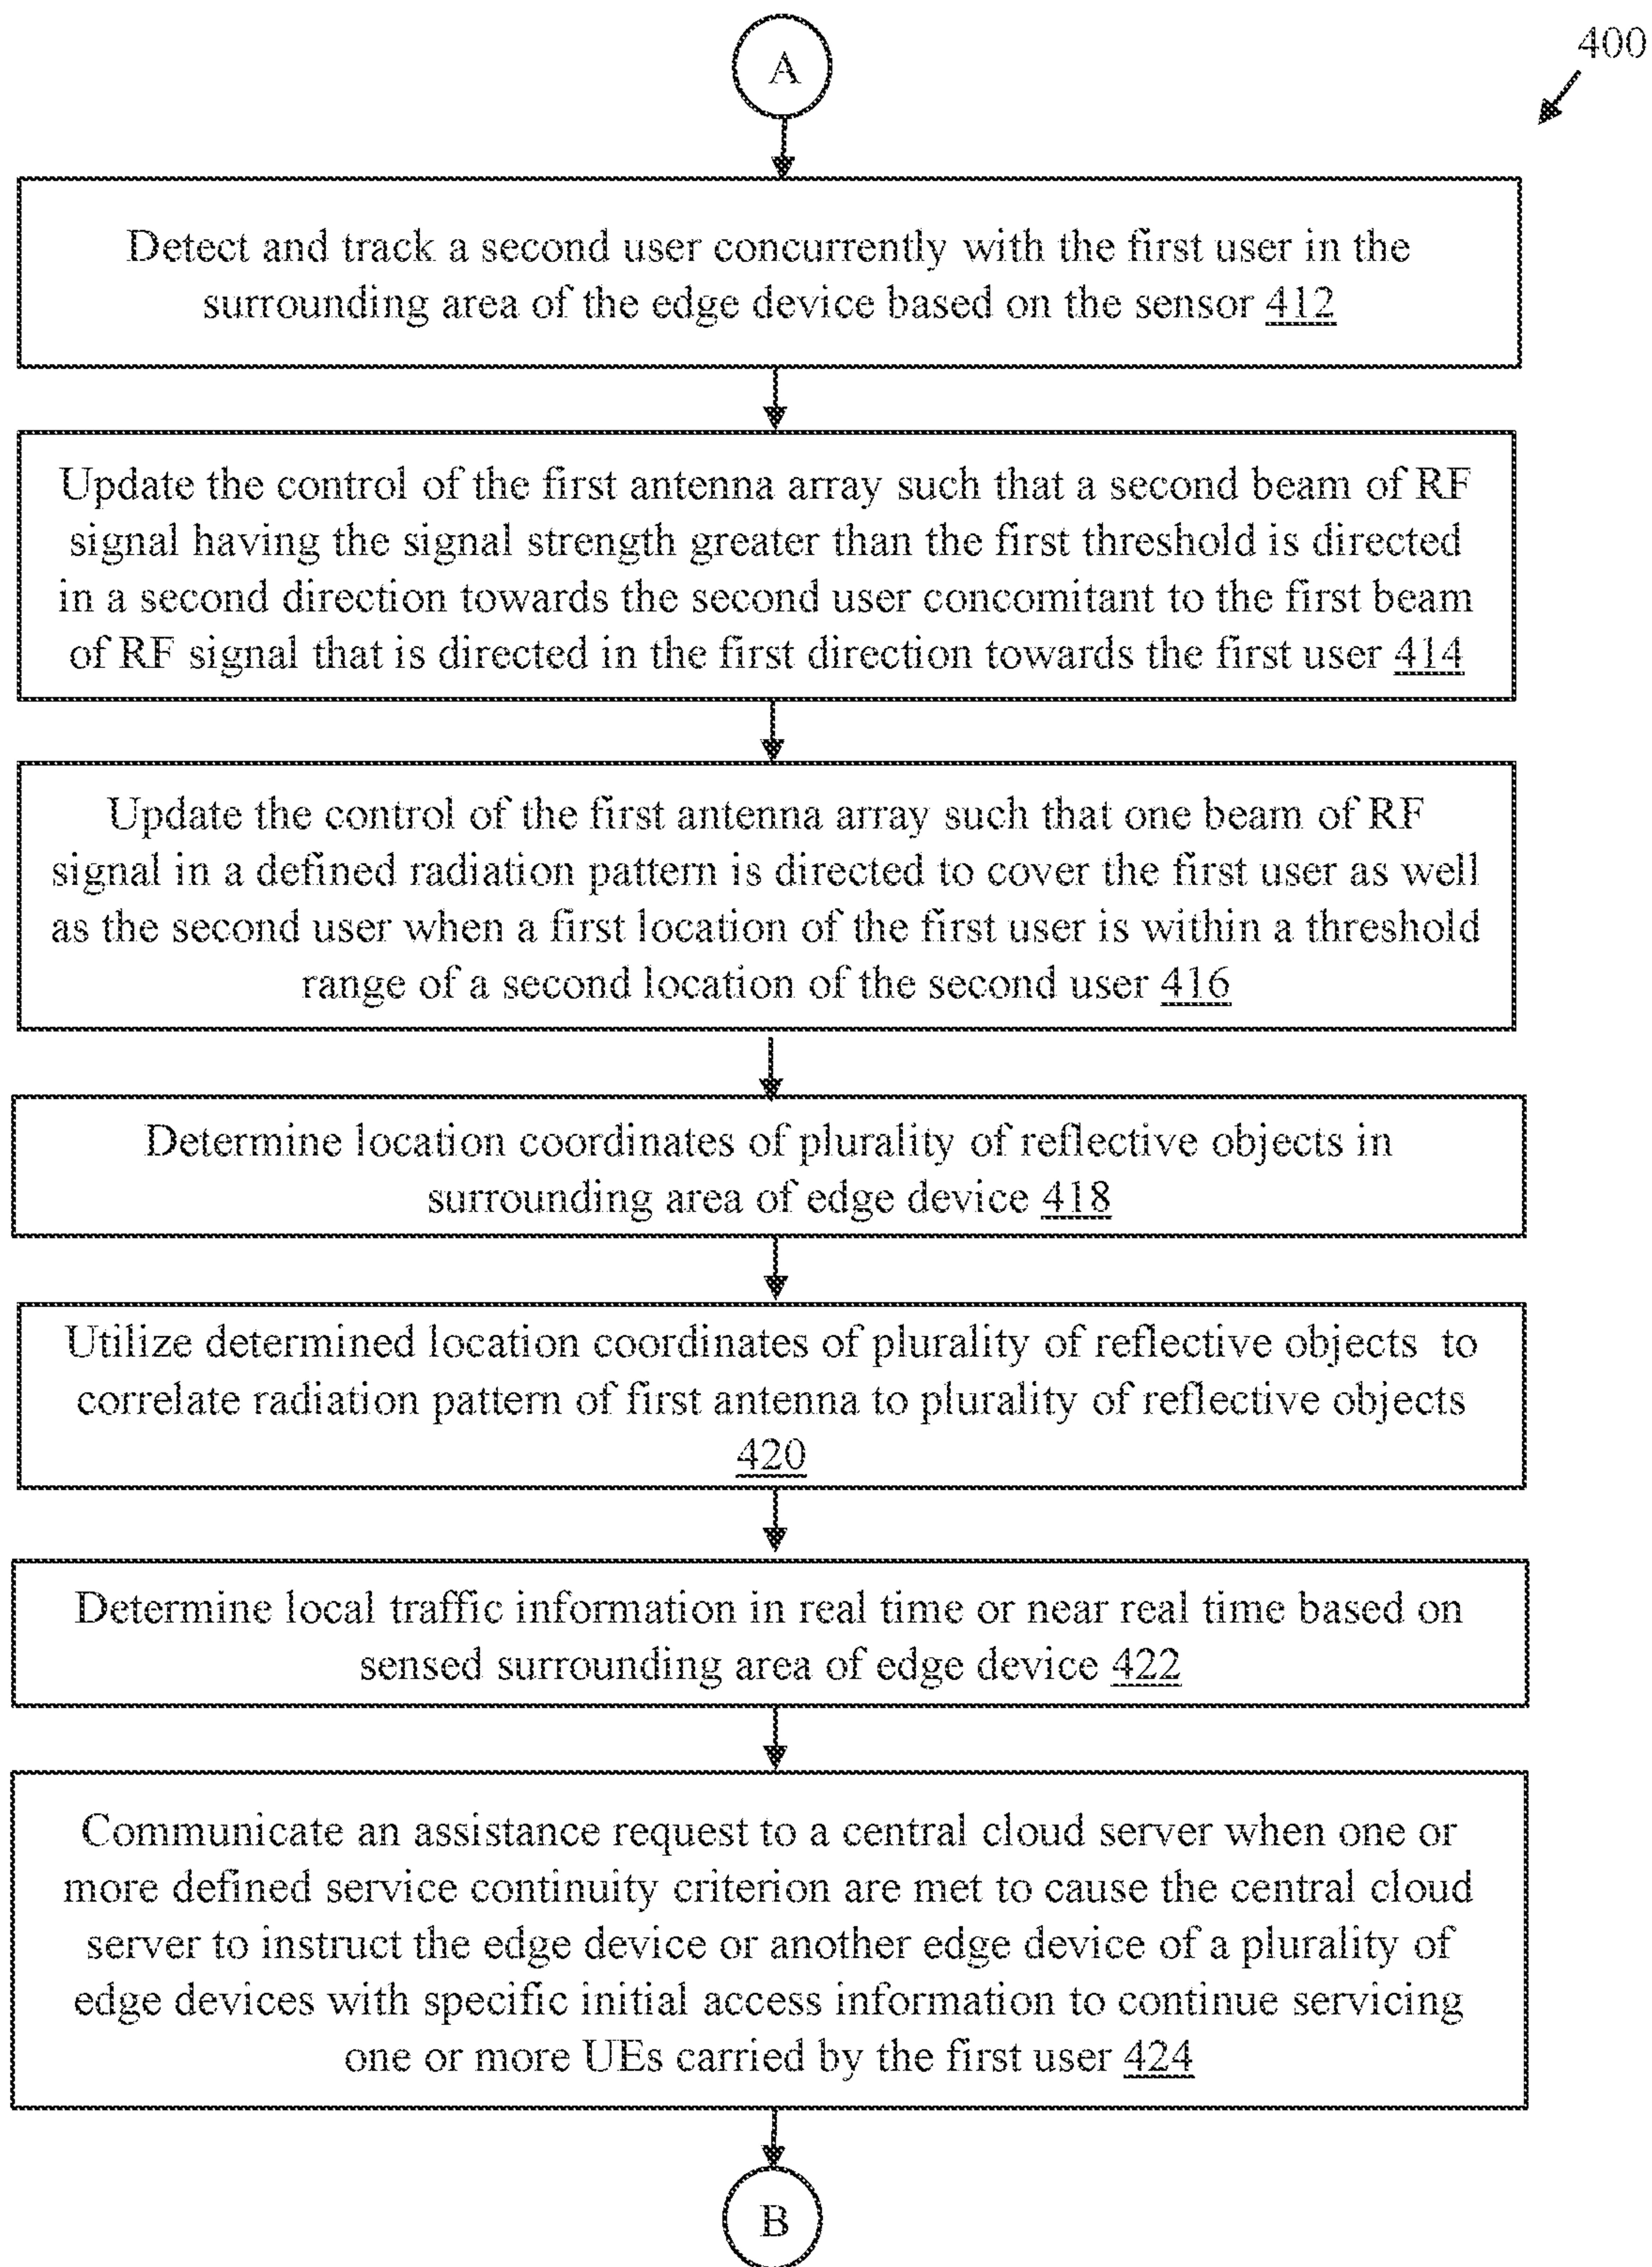 A
400
Detect and track a second user concurrently with the first user in the
surrounding area of the edge device based on the sensor 412
Update the control of the first antenna array such that a second beam of RF
signal having the signal strength greater than the first threshold is directed
in a second direction towards the second user concomitant to the first beam
of RF signal that is directed in the first direction towards the first user 414
Update the control of the first antenna array such that one beam of RF
signal in a defined radiation pattern is directed to cover the first user as well
as the second user when a first location of the first user is within a threshold
range of a second location of the second user 416
Determine location coordinates of plurality of reflective objects in
surrounding area of edge device 418
Utilize determined location coordinates of plurality of reflective objects to
correlate radiation pattern of first antenna to plurality of reflective objects
420
Determine local traffic information in real time or near real time based on
sensed surrounding area of edge device 422
Communicate an assistance request to a central cloud server when one or
more defined service continuity criterion are met to cause the central cloud
server to instruct the edge device or another edge device of a plurality of
edge devices with specific initial access information to continue servicing
one or more UEs carried by the first user 424
B